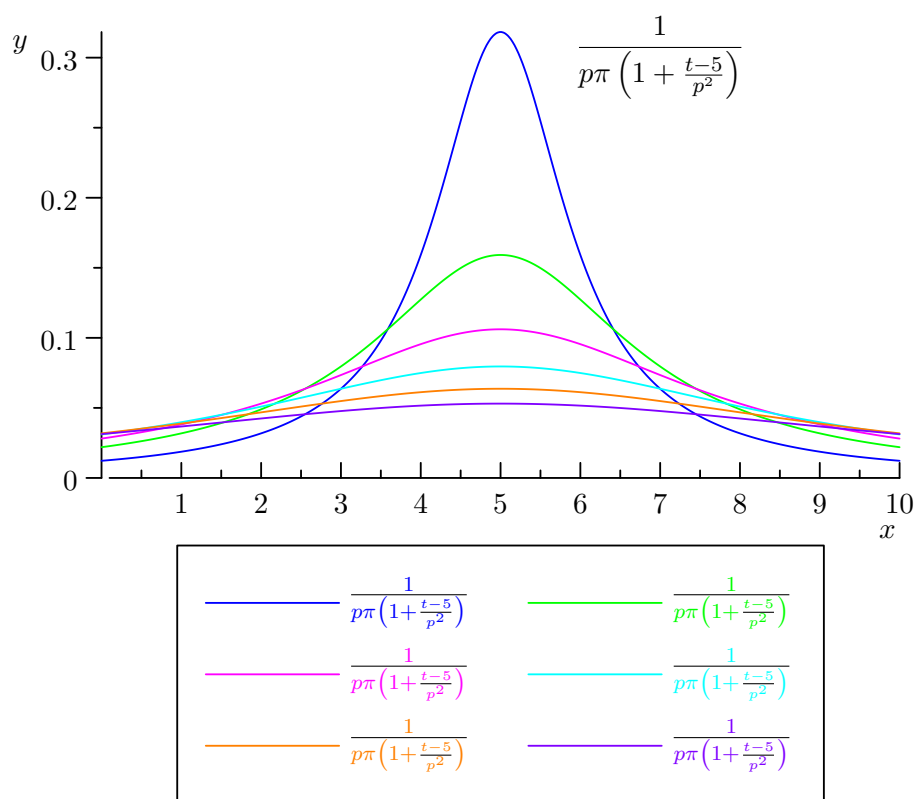 y
1
pπ(1 + t−5
p²)
0.3
0.2
0.1
0
1 2 3 4 5 6 7 8 9 10
x
1 / pπ(1+ t−5/p²) 1 / pπ(1+ t−5/p²)
1 / pπ(1+ t−5/p²) 1 / pπ(1+ t−5/p²)
1 / pπ(1+ t−5/p²) 1 / pπ(1+ t−5/p²)